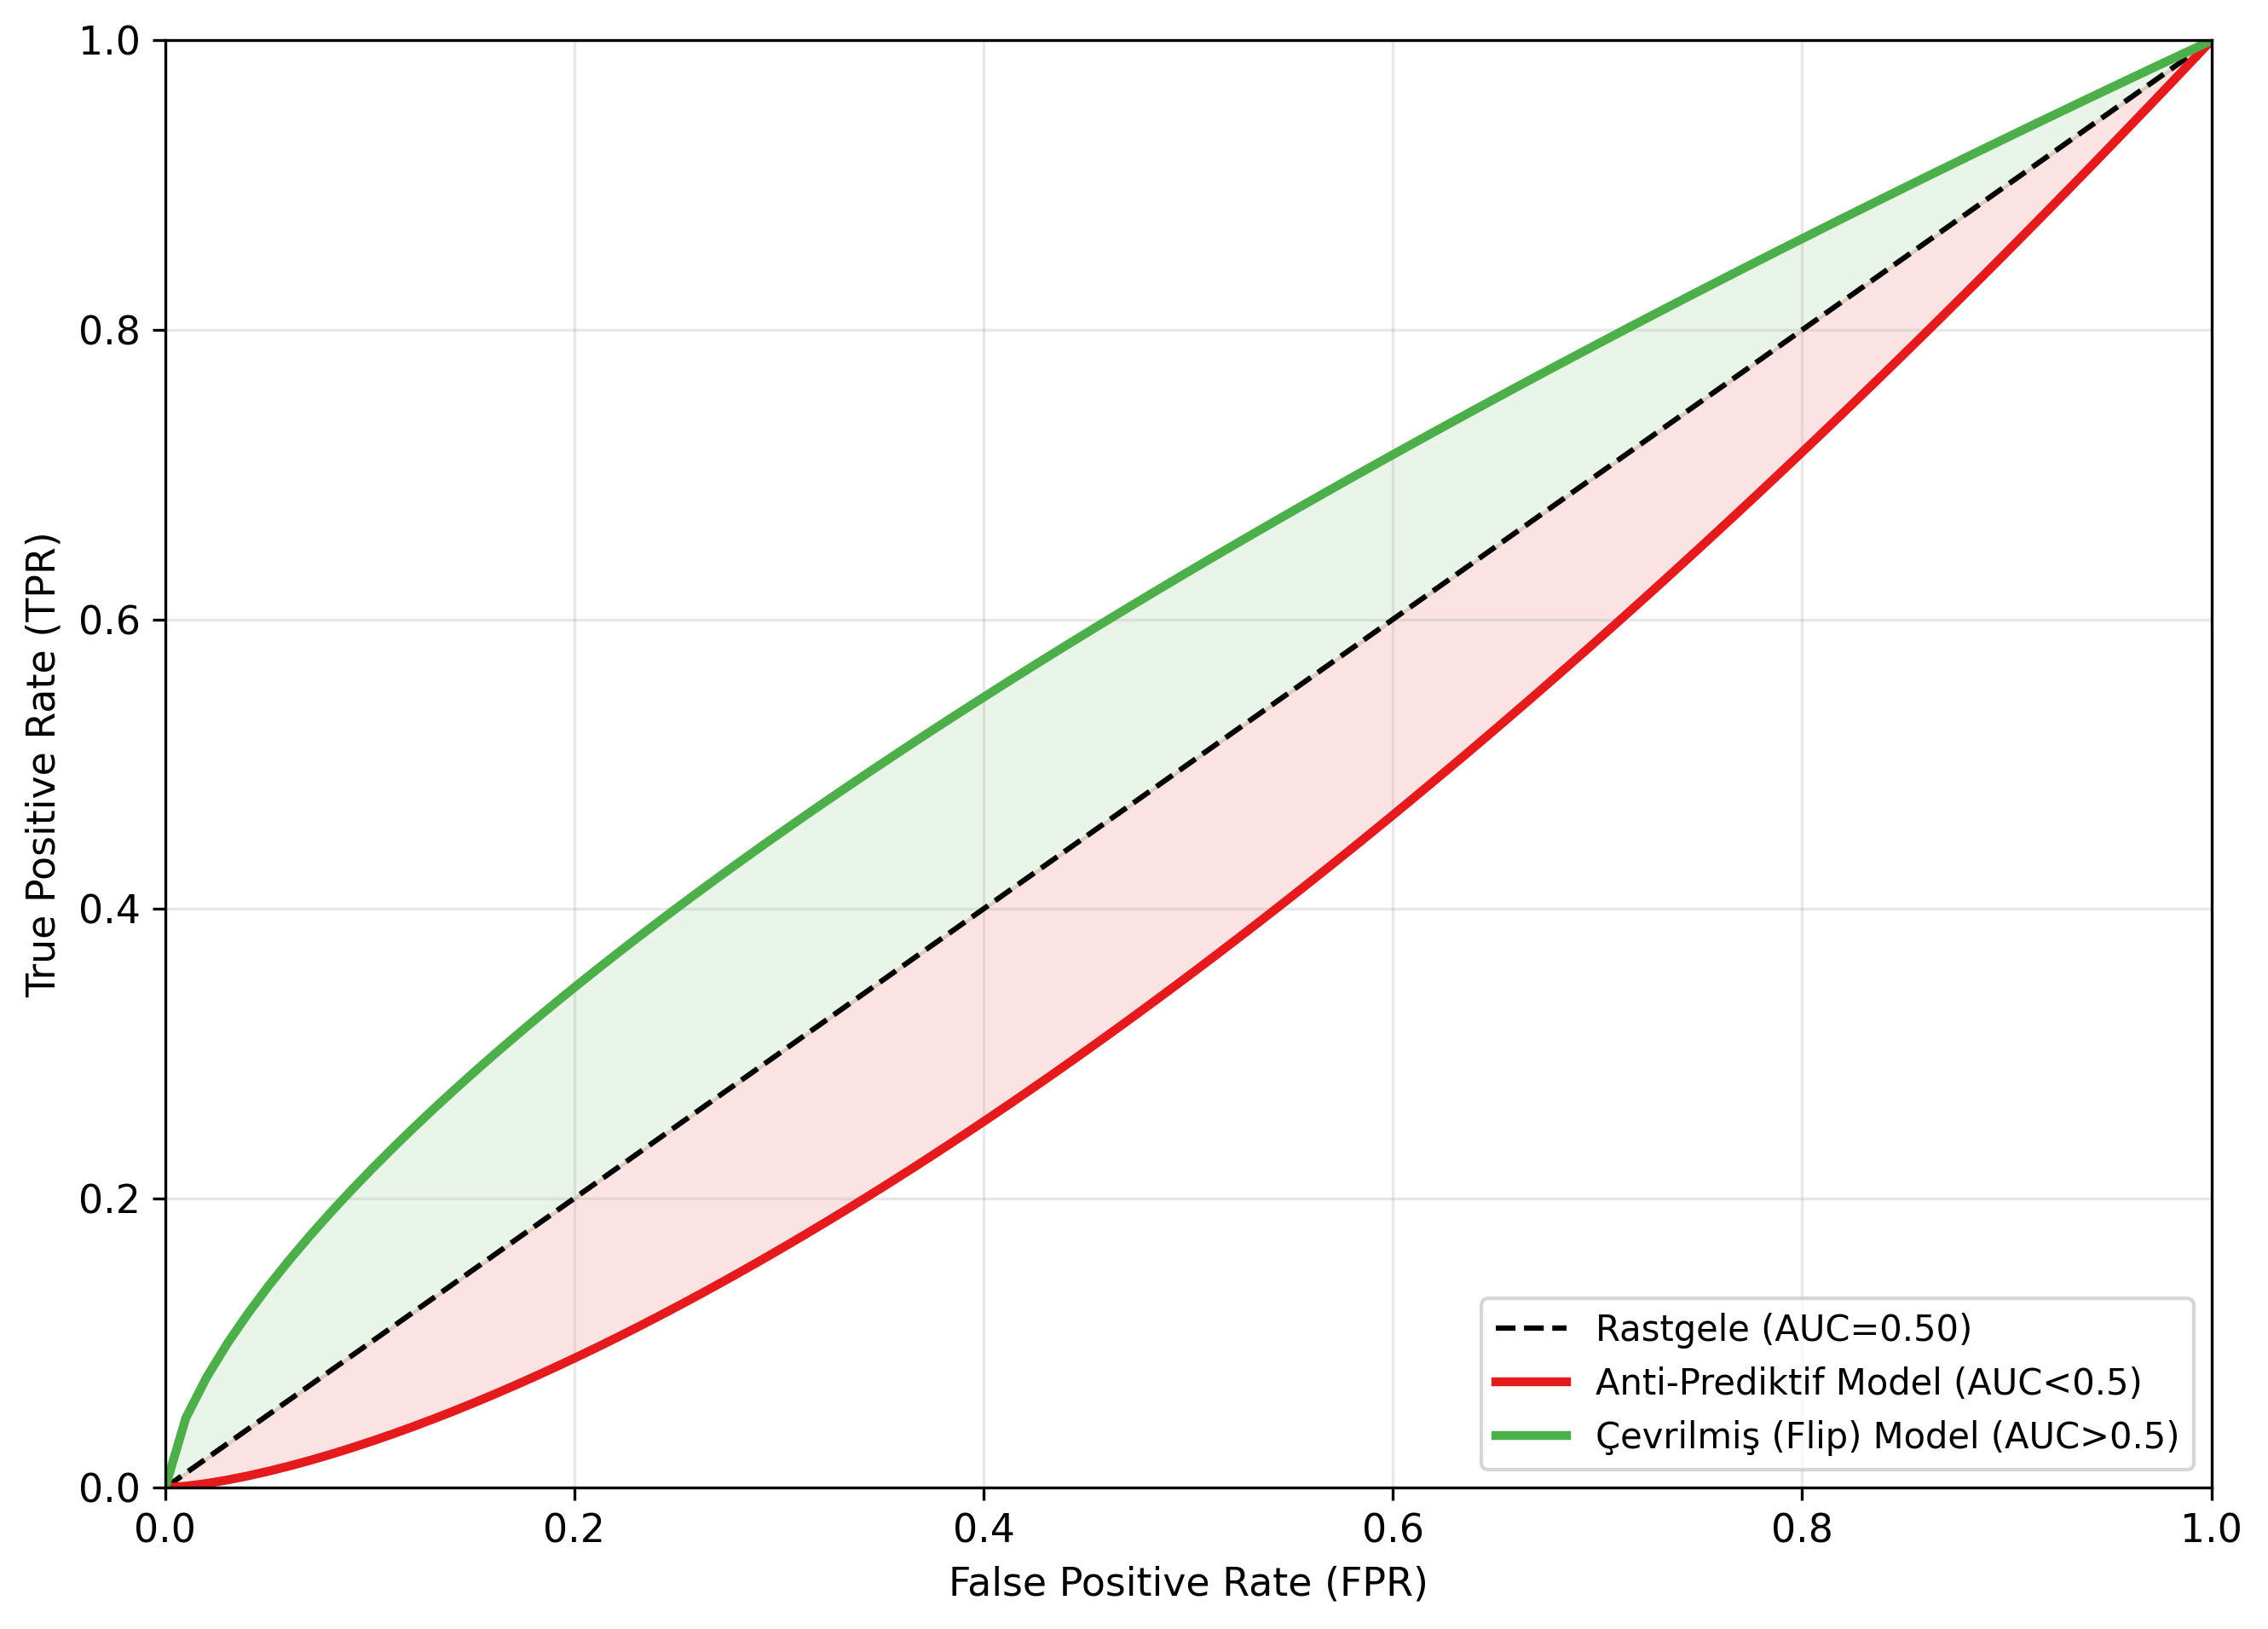 1.0
0.8
0.6
0.4
0.2
0.0
True Positive Rate (TPR)
0.0 0.2 0.4 0.6 0.8 1.0
False Positive Rate (FPR)
Rastgele (AUC=0.50)
Anti-Prediktif Model (AUC<0.5)
Çevrilmiş (Flip) Model (AUC>0.5)